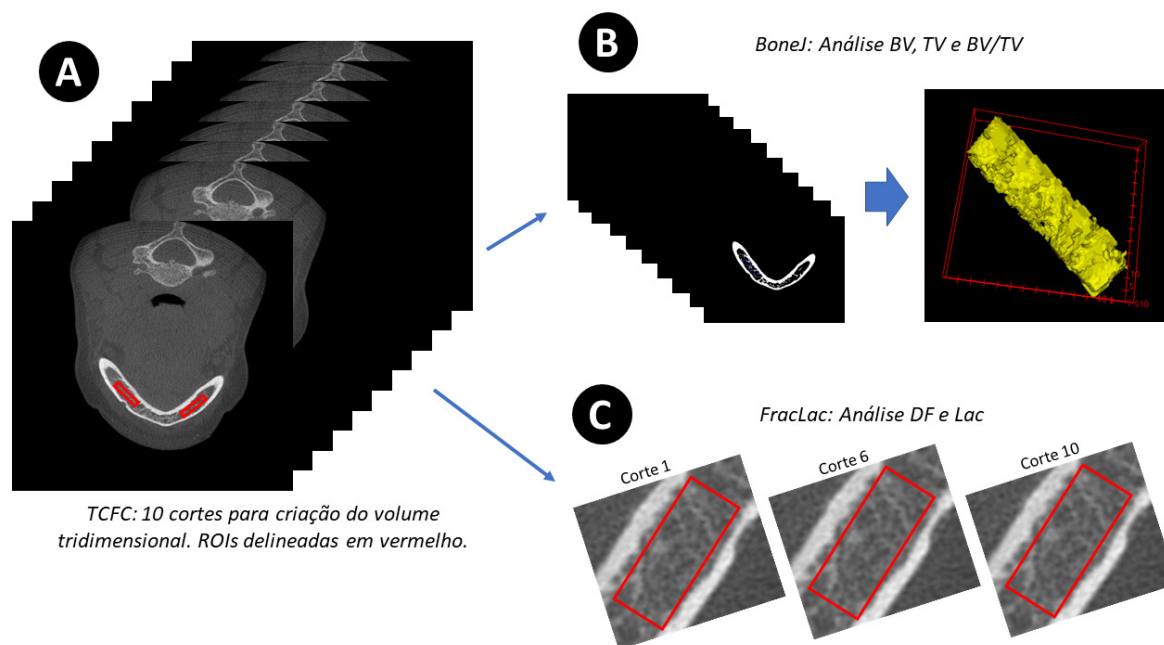 A
TCFC: 10 cortes para criação do volume
tridimensional. ROIs delineadas em vermelho.
B
BoneJ: Análise BV, TV e BV/TV
C
FracLac: Análise DF e Lac
Corte 1
Corte 6
Corte 10